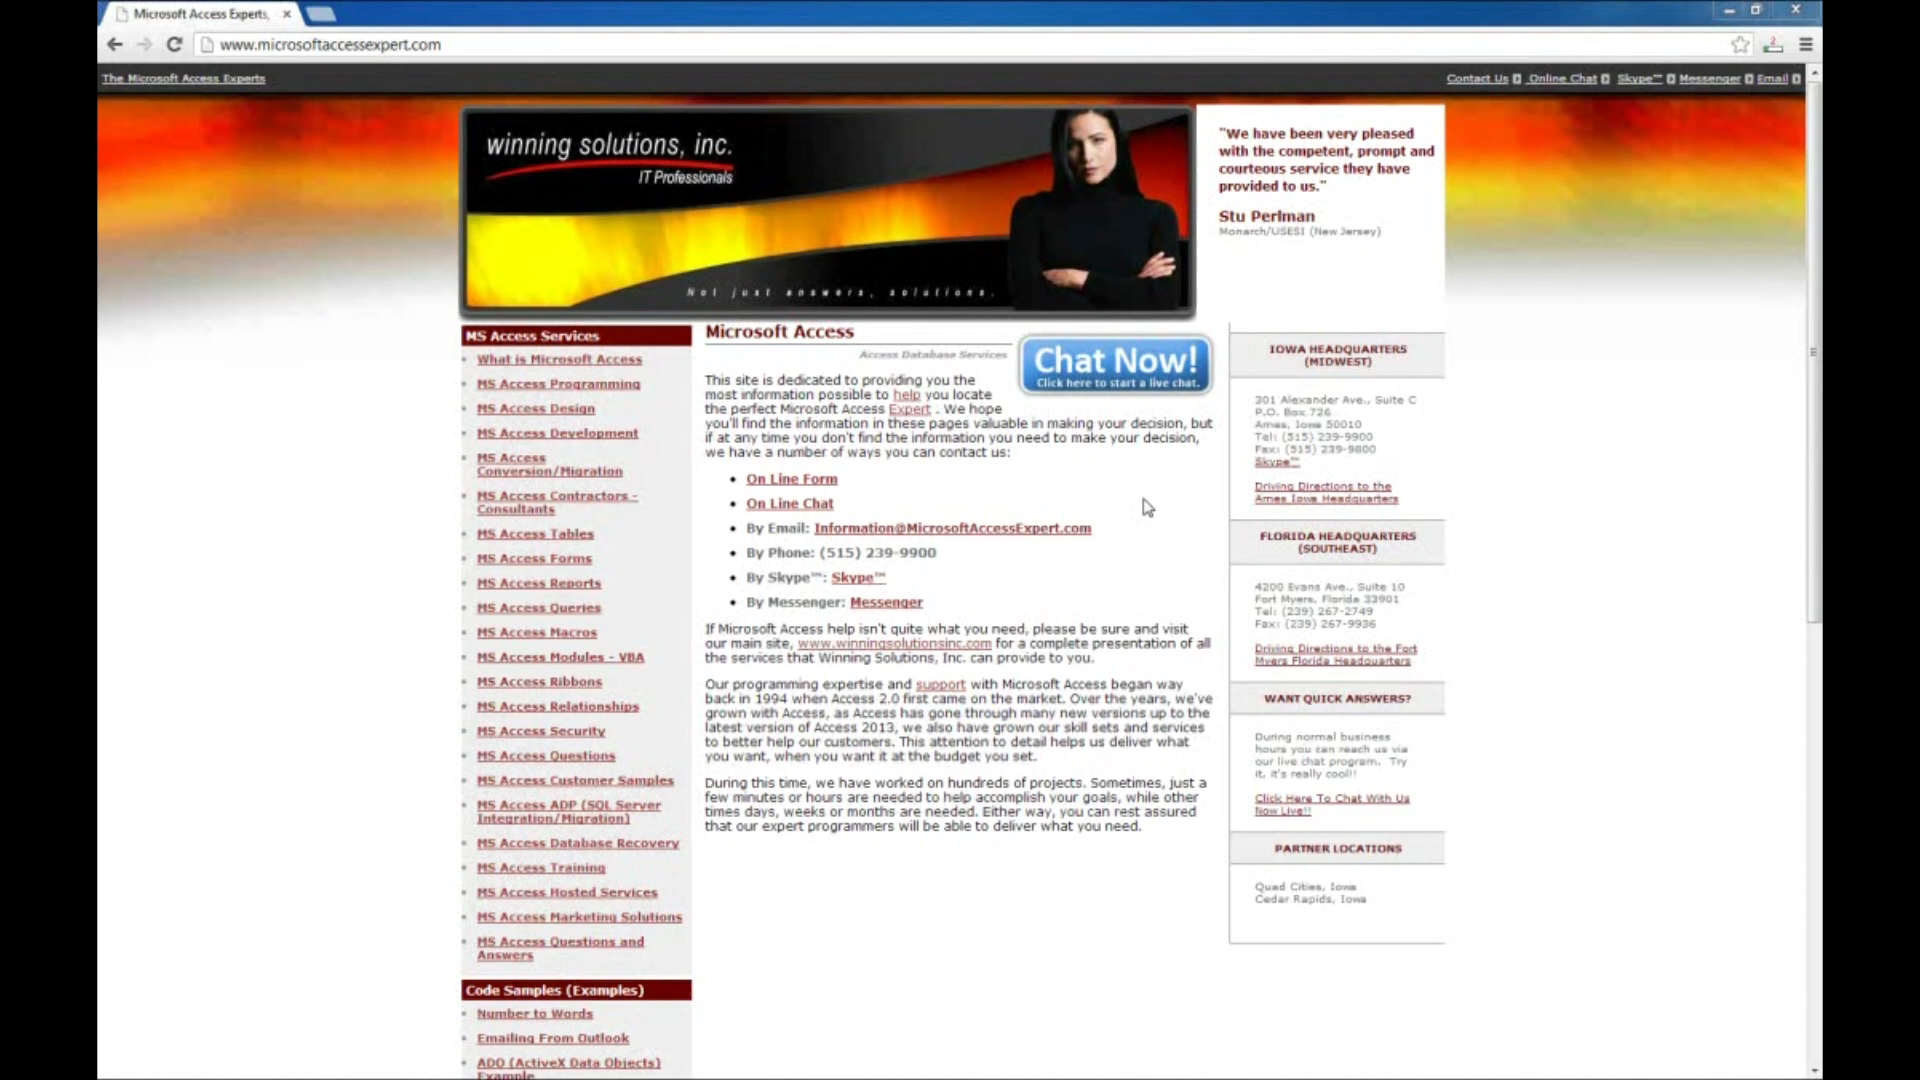 Microsoft Access Experts,
www.microsoftaccessexpert.com
2
The Microsoft Access Experts
Contact Us
Online Chat
Skype™
Messenger
Email
winning solutions, inc.
IT Professionals
Not just answers, solutions.
"We have been very pleased
with the competent, prompt and
courteous service they have
provided to us."
Stu Perlman
Monarch/USESI (New Jersey)
MS Access Services
What is Microsoft Access
MS Access Programming
MS Access Design
MS Access Development
MS Access
Conversion/Migration
MS Access Contractors -
Consultants
MS Access Tables
MS Access Forms
MS Access Reports
MS Access Queries
MS Access Macros
MS Access Modules - VBA
MS Access Ribbons
MS Access Relationships
MS Access Security
MS Access Questions
MS Access Customer Samples
MS Access ADP (SQL Server
Integration/Migration)
MS Access Database Recovery
MS Access Training
MS Access Hosted Services
MS Access Marketing Solutions
MS Access Questions and
Answers
Code Samples (Examples)
Number to Words
Emailing From Outlook
ADO (ActiveX Data Objects)
Example
Microsoft Access
Access Database Services
Chat Now!
Click here to start a live chat.
This site is dedicated to providing you the
most information possible to help you locate
the perfect Microsoft Access Expert . We hope
you'll find the information in these pages valuable in making your decision, but
if at any time you don't find the information you need to make your decision,
we have a number of ways you can contact us:
• On Line Form
• On Line Chat
• By Email: Information@MicrosoftAccessExpert.com
• By Phone: (515) 239-9900
• By Skype™: Skype™
• By Messenger: Messenger
If Microsoft Access help isn't quite what you need, please be sure and visit
our main site, www.winningsolutionsinc.com for a complete presentation of all
the services that Winning Solutions, Inc. can provide to you.
Our programming expertise and support with Microsoft Access began way
back in 1994 when Access 2.0 first came on the market. Over the years, we've
grown with Access, as Access has gone through many new versions up to the
latest version of Access 2013, we also have grown our skill sets and services
to better help our customers. This attention to detail helps us deliver what
you want, when you want it at the budget you set.
During this time, we have worked on hundreds of projects. Sometimes, just a
few minutes or hours are needed to help accomplish your goals, while other
times days, weeks or months are needed. Either way, you can rest assured
that our expert programmers will be able to deliver what you need.
IOWA HEADQUARTERS
(MIDWEST)
301 Alexander Ave., Suite C
P.O. Box 726
Ames, Iowa 50010
Tel: (515) 239-9900
Fax: (515) 239-9800
Skype™
Driving Directions to the
Ames Iowa Headquarters
FLORIDA HEADQUARTERS
(SOUTHEAST)
4200 Evans Ave., Suite 10
Fort Myers, Florida 33901
Tel: (239) 267-2749
Fax: (239) 267-9936
Driving Directions to the Fort
Myers Florida Headquarters
WANT QUICK ANSWERS?
During normal business
hours you can reach us via
our live chat program. Try
it, it's really cool!!
Click Here To Chat With Us
Now Live!!
PARTNER LOCATIONS
Quad Cities, Iowa
Cedar Rapids, Iowa